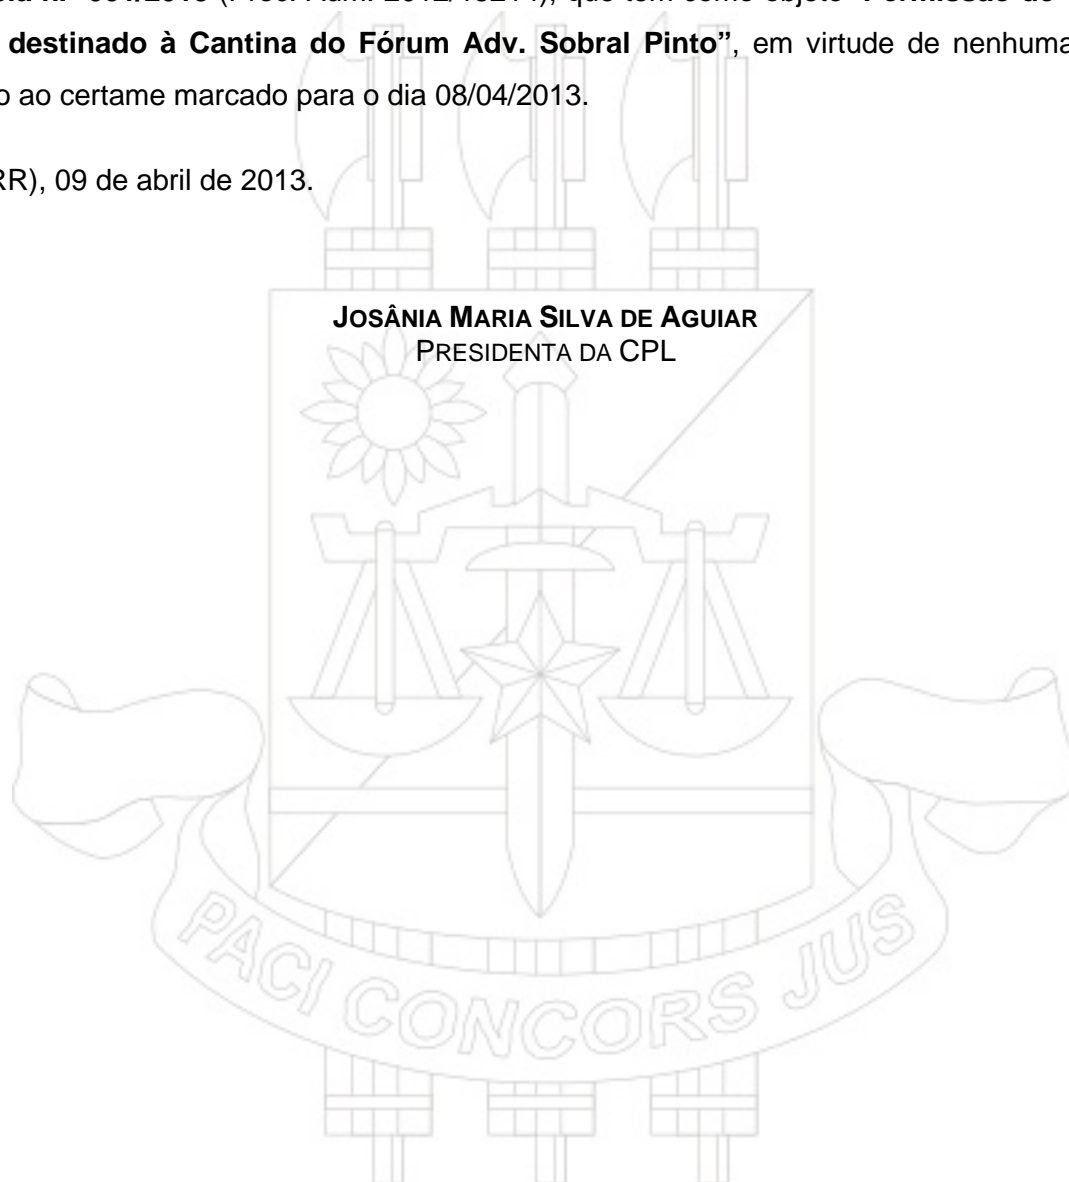 destinado à Cantina do Fórum Adv. Sobral Pinto”, em virtude de nenhuma
o ao certame marcado para o dia 08/04/2013.
RR), 09 de abril de 2013.
JOSÂNIA MARIA SILVA DE AGUIAR
PRESIDENTA DA CPL
PACI CONCORS JUS